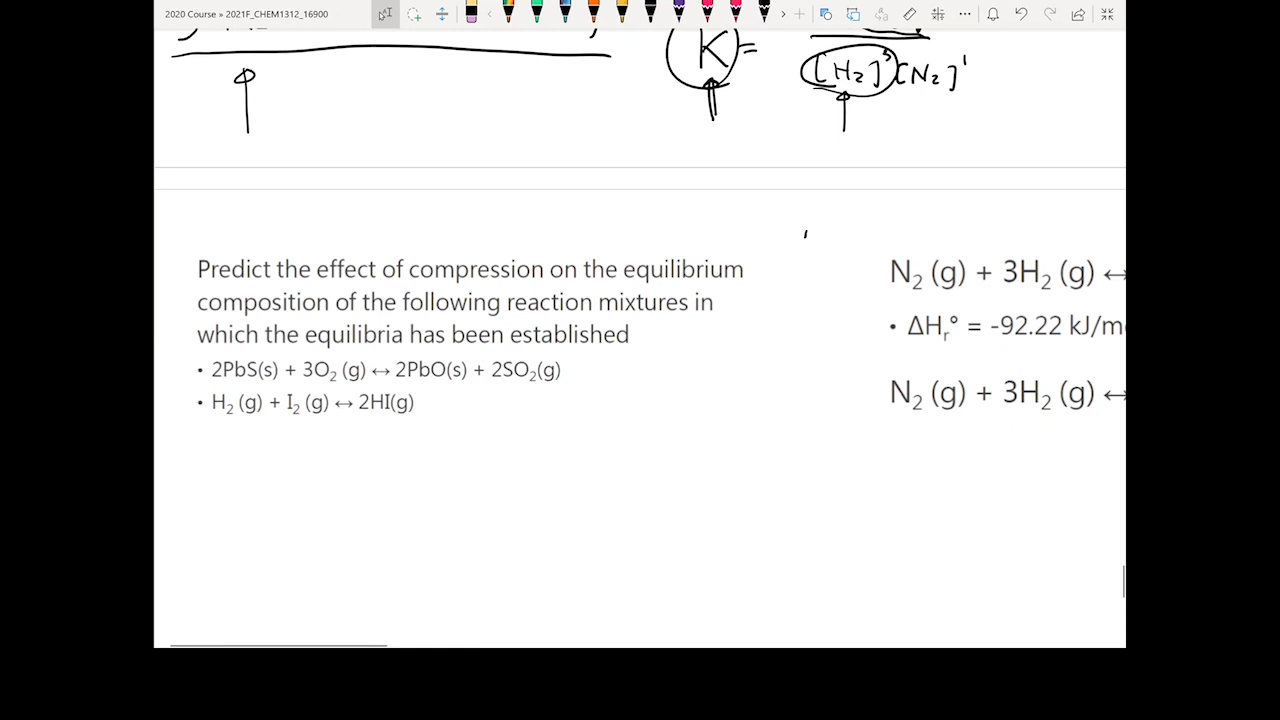 2020 Course » 2021F_CHEM1312_16900
K =
[H₂]³[N₂]¹
Predict the effect of compression on the equilibrium
composition of the following reaction mixtures in
which the equilibria has been established
• 2PbS(s) + 3O₂ (g) ↔ 2PbO(s) + 2SO₂(g)
• H₂ (g) + I₂ (g) ↔ 2HI(g)
N₂ (g) + 3H₂ (g) ↔
• ΔHᵣ° = -92.22 kJ/m
N₂ (g) + 3H₂ (g) ↔